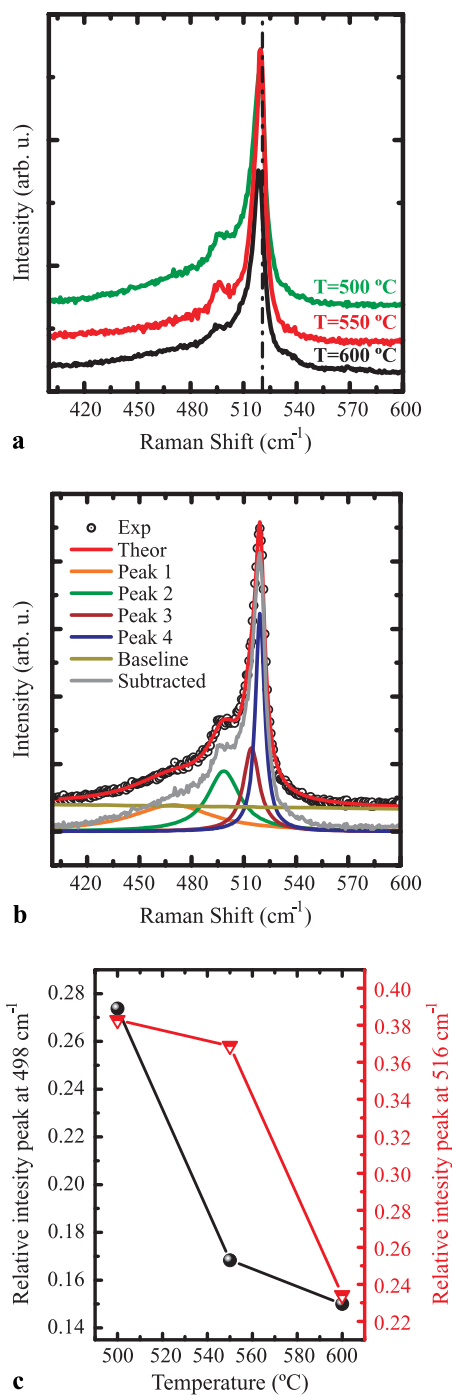 Intensity (arb. u.)
T=500 ºC
T=550 ºC
T=600 ºC
420 450 480 510 540 570 600
Raman Shift (cm-1)
a
Exp
Theor
Peak 1
Peak 2
Peak 3
Peak 4
Baseline
Subtracted
Intensity (arb. u.)
420 450 480 510 540 570 600
Raman Shift (cm-1)
b
Relative intesity peak at 498 cm-1
0.28
0.26
0.24
0.22
0.20
0.18
0.16
0.14
0.40
0.38
0.36
0.34
0.32
0.30
0.28
0.26
0.24
0.22
Relative intesity peak at 516 cm-1
500 520 540 560 580 600
Temperature (ºC)
c